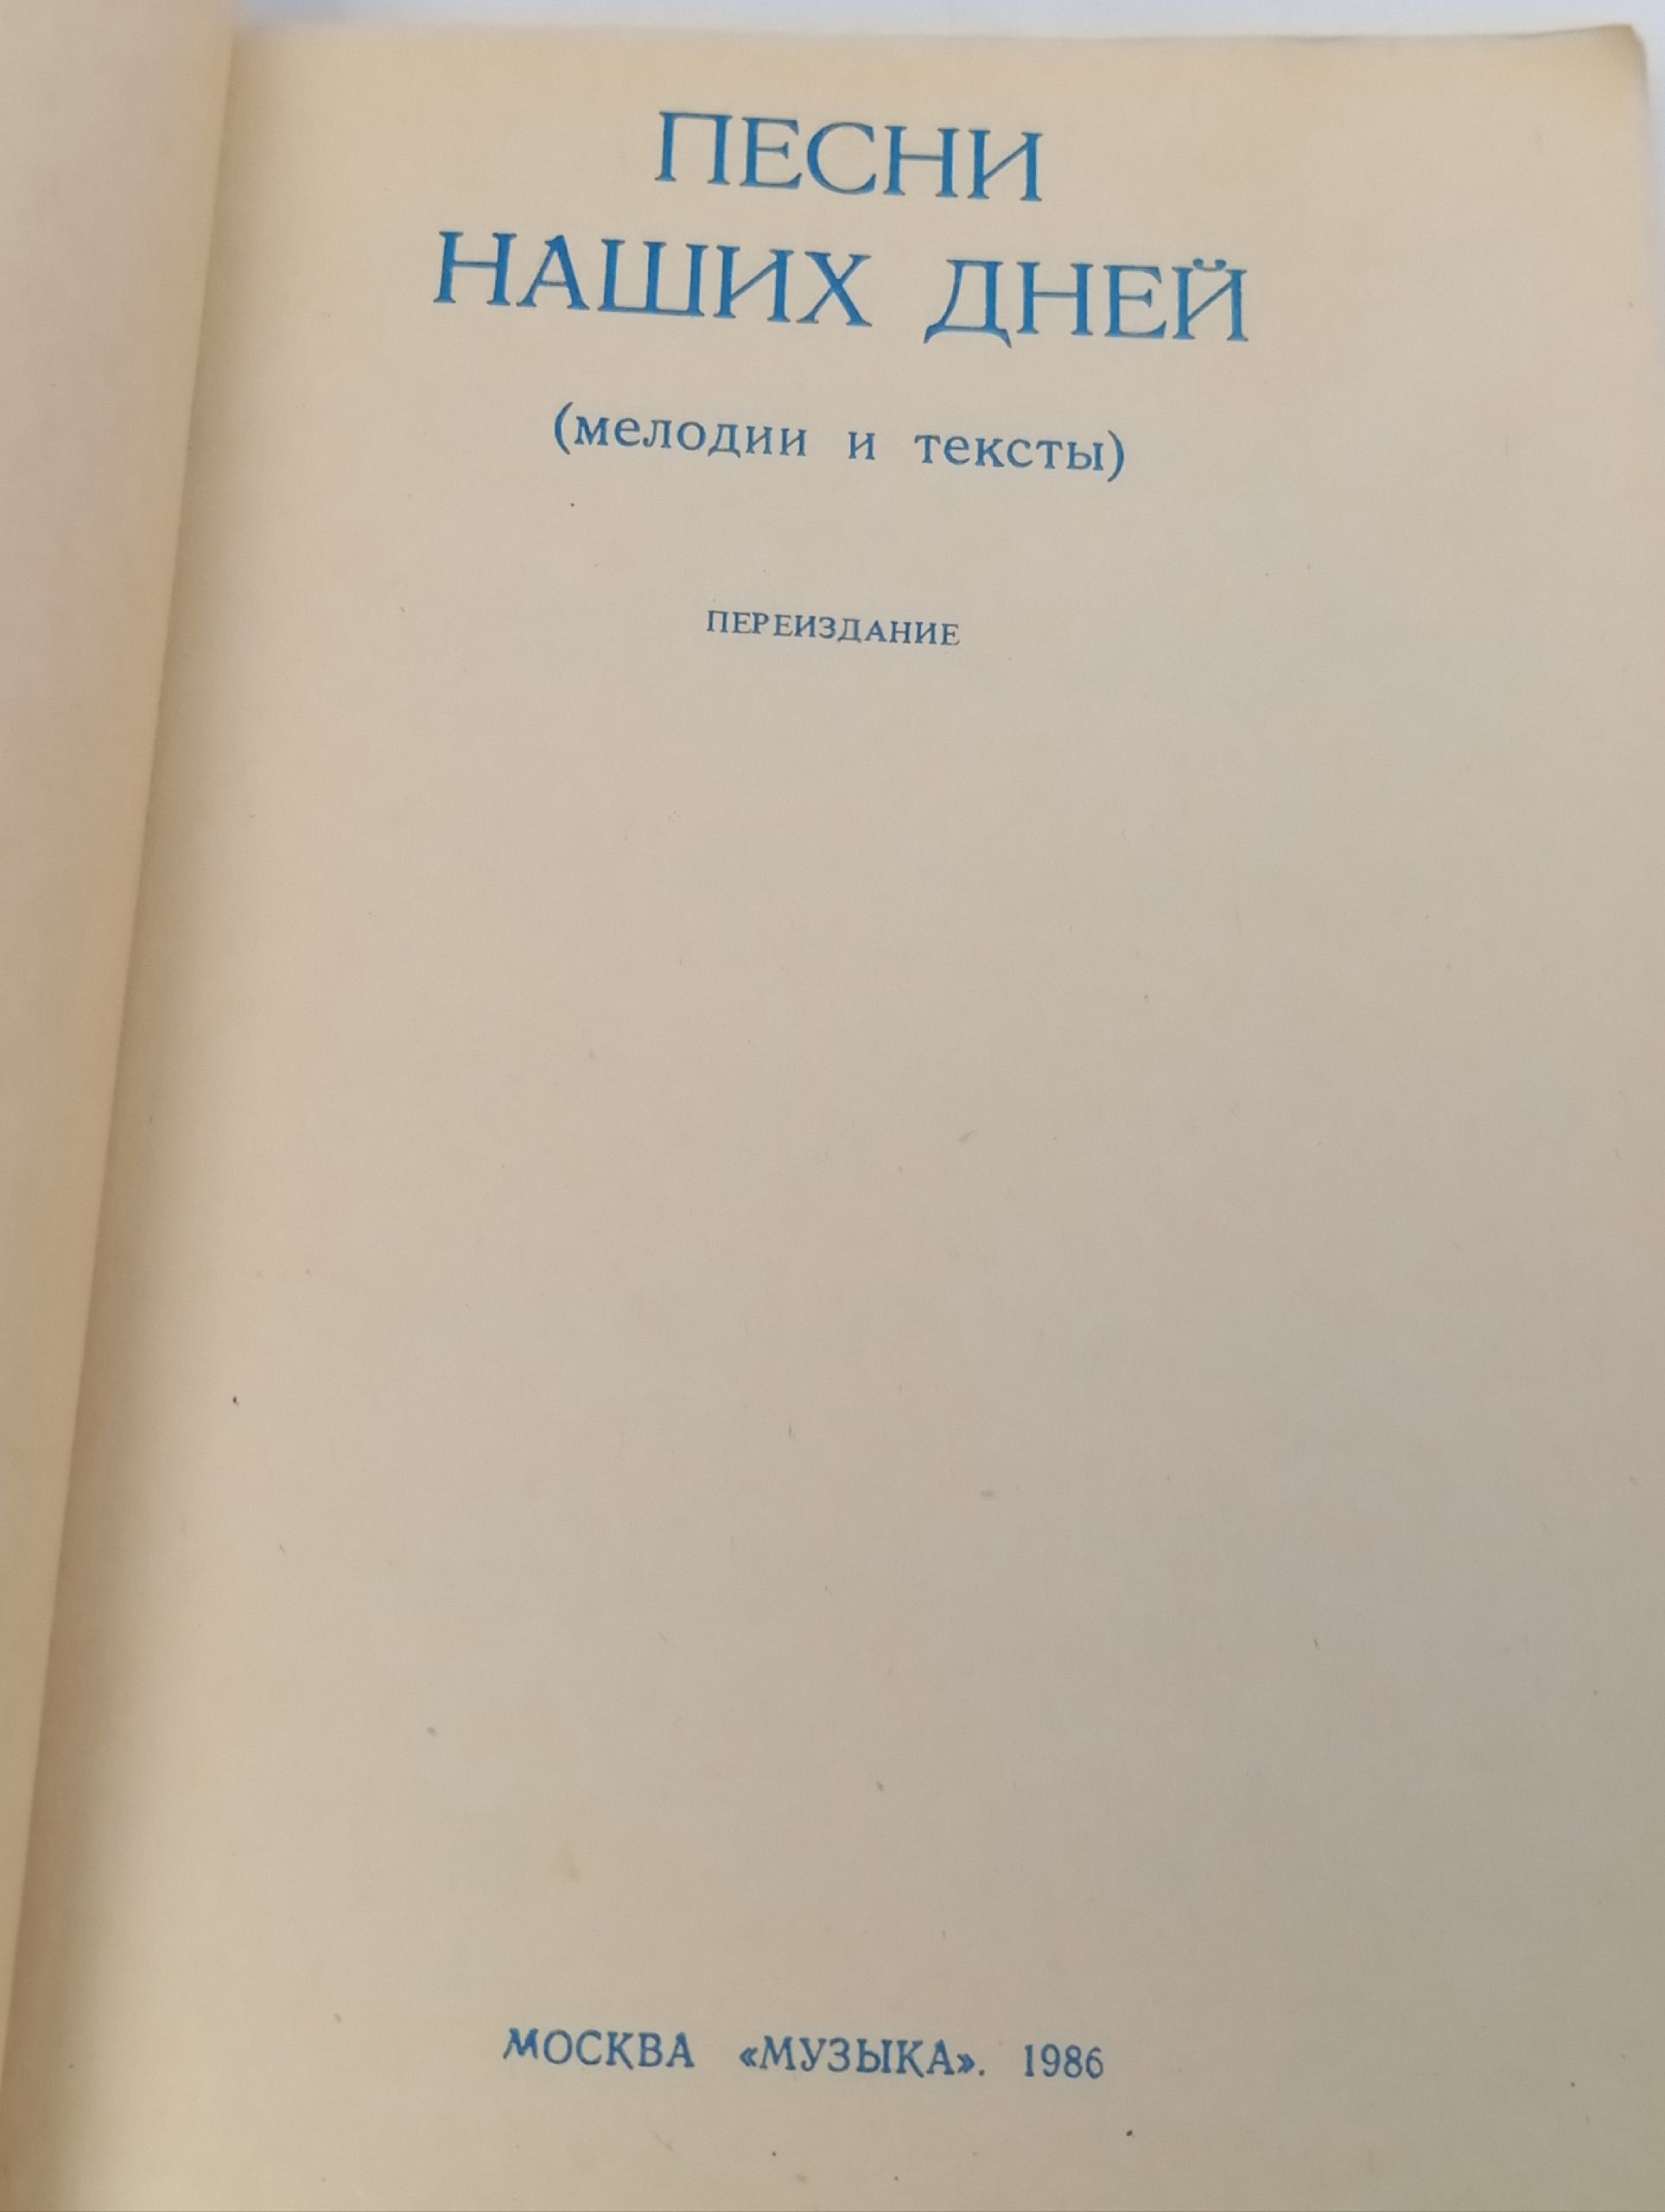 ПЕСНИ
НАШИХ ДНЕЙ
(мелодии и тексты)
ПЕРЕИЗДАНИЕ
МОСКВА «МУЗЫКА». 1986